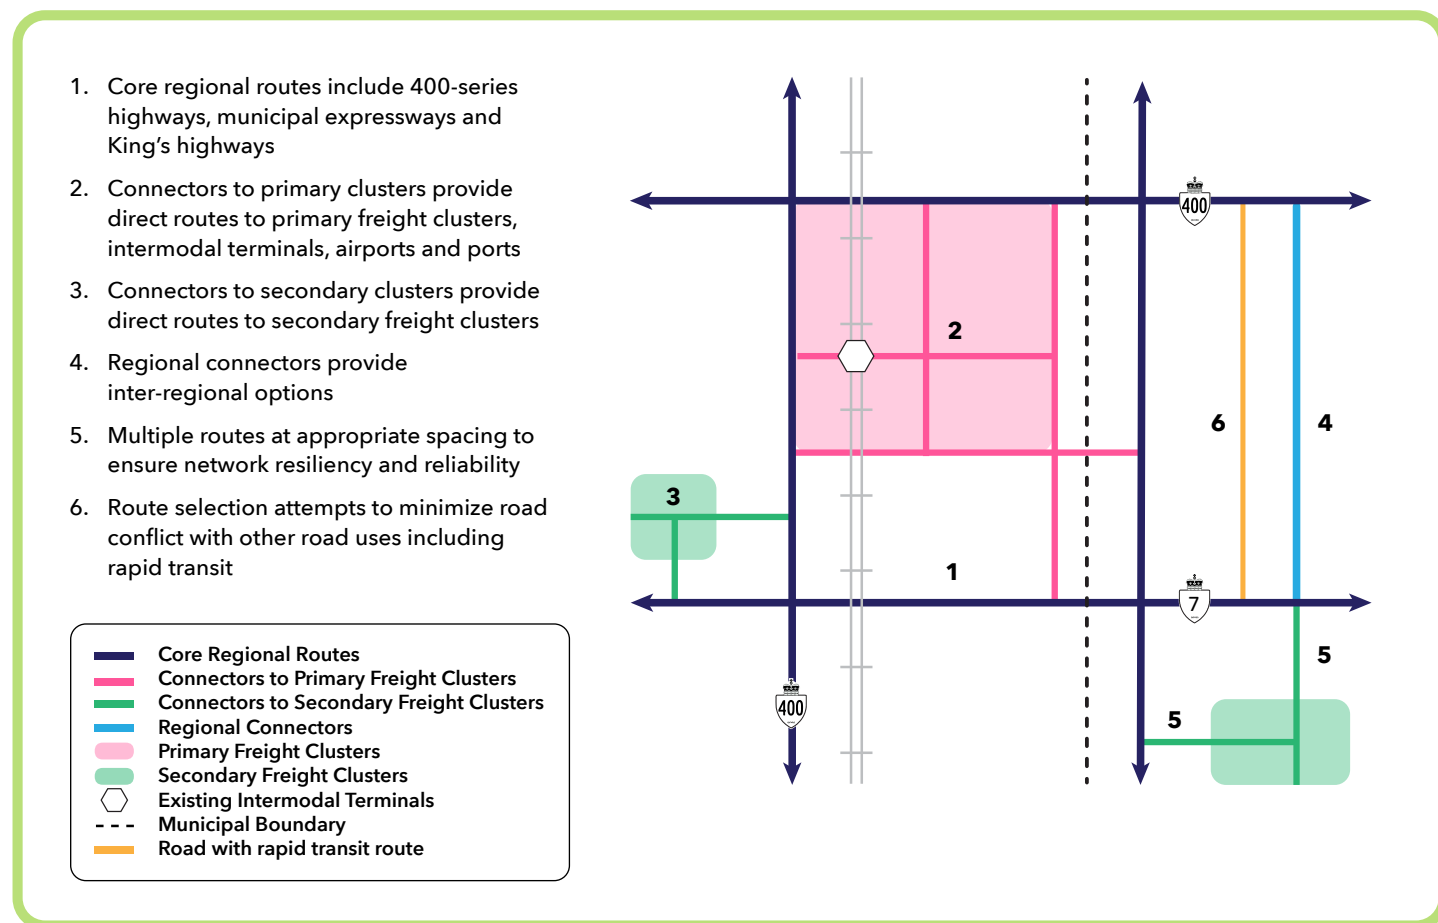 1. Core regional routes include 400-series
highways, municipal expressways and
King's highways
2. Connectors to primary clusters provide
direct routes to primary freight clusters,
intermodal terminals, airports and ports
3. Connectors to secondary clusters provide
direct routes to secondary freight clusters
4. Regional connectors provide
inter-regional options
5. Multiple routes at appropriate spacing to
ensure network resiliency and reliability
6. Route selection attempts to minimize road
conflict with other road uses including
rapid transit
Core Regional Routes
Connectors to Primary Freight Clusters
Connectors to Secondary Freight Clusters
Regional Connectors
Primary Freight Clusters
Secondary Freight Clusters
Existing Intermodal Terminals
Municipal Boundary
Road with rapid transit route
400
2
6
4
3
1
7
5
400
5